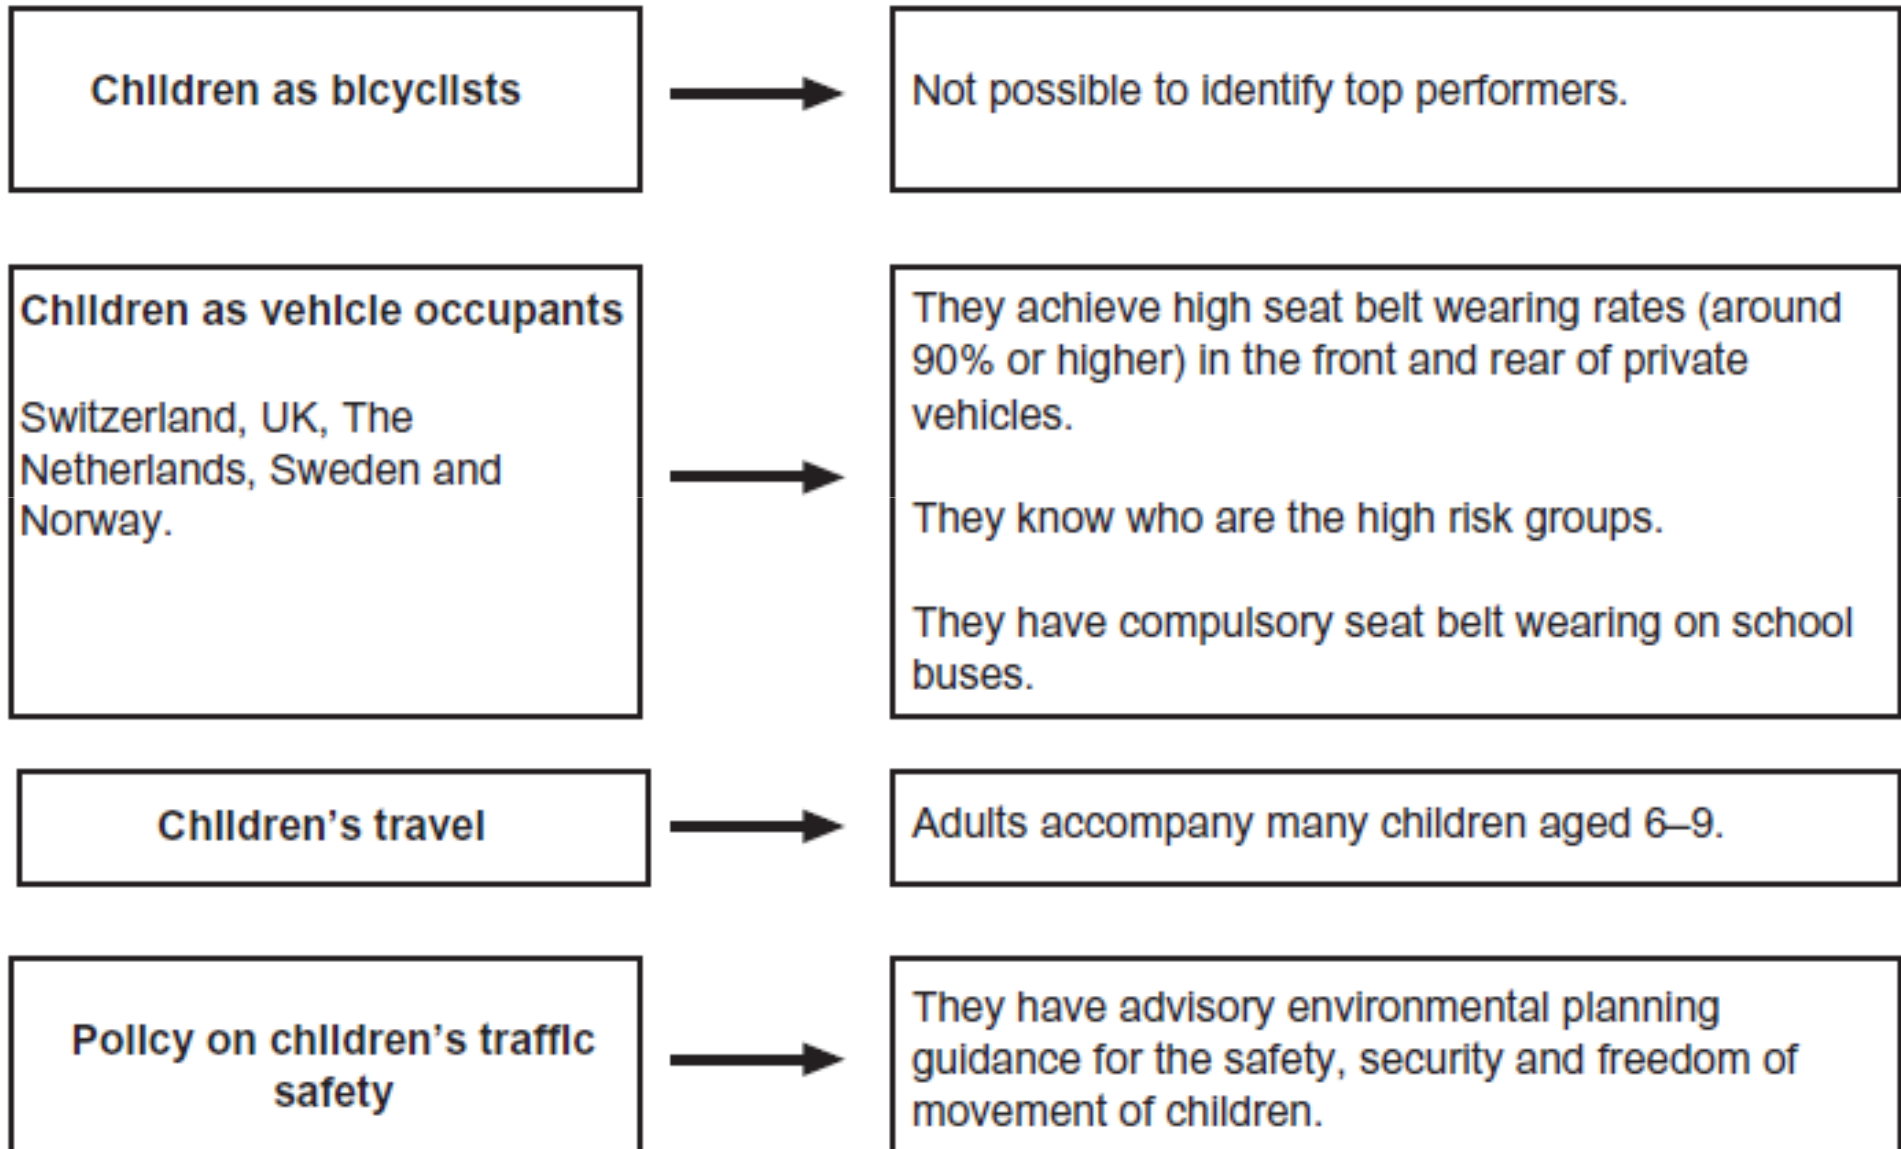 Children as bicyclists
Not possible to identify top performers.
Children as vehicle occupants
Switzerland, UK, The
Netherlands, Sweden and
Norway.
They achieve high seat belt wearing rates (around
90% or higher) in the front and rear of private
vehicles.
They know who are the high risk groups.
They have compulsory seat belt wearing on school
buses.
Children’s travel
Adults accompany many children aged 6–9.
Policy on children’s traffic
safety
They have advisory environmental planning
guidance for the safety, security and freedom of
movement of children.